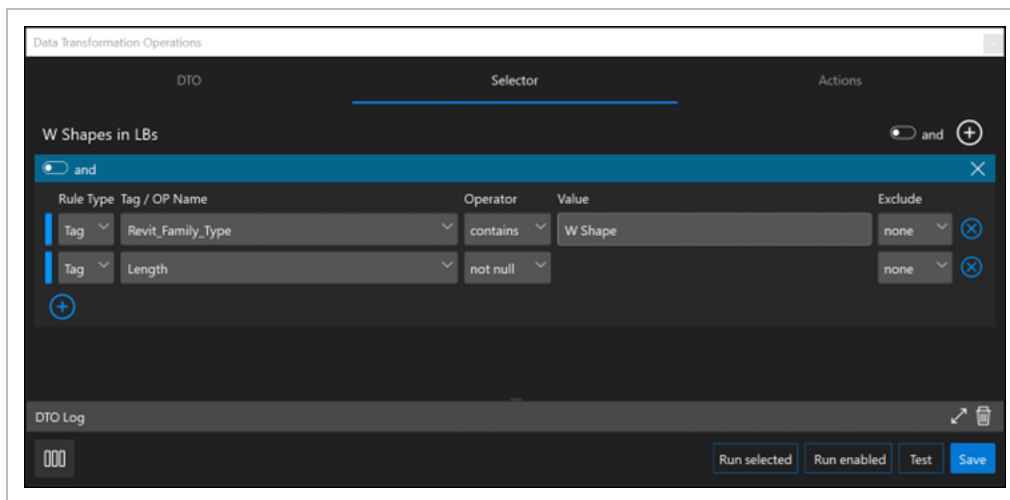 Data Transformation Operations
DTO Selector Actions
W Shapes in LBs and
and
Rule Type Tag / OP Name Operator Value Exclude
Tag Revit_Family_Type contains W Shape none
Tag Length not null none
DTO Log
Run selected Run enabled Test Save